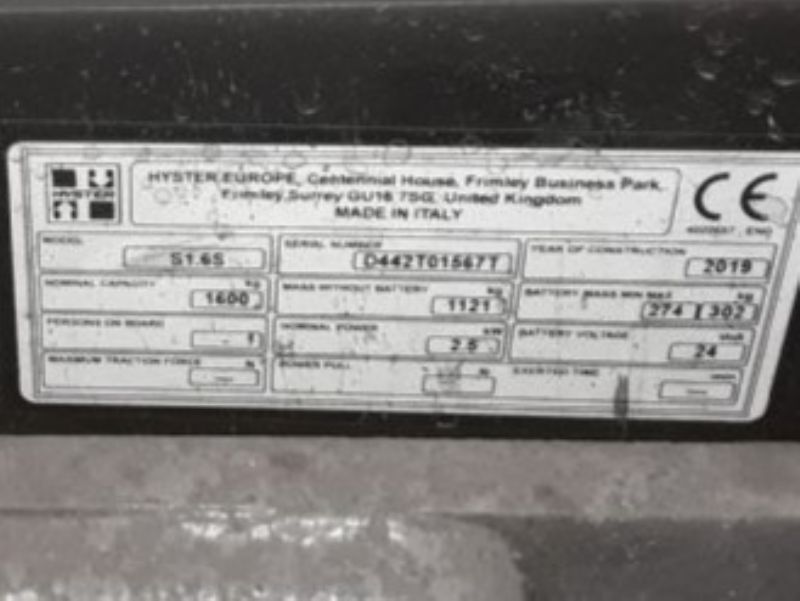 HYSTER
HYSTER EUROPE, Centennial House, Frimley Business Park,
Frimley, Surrey GU16 7SG, United Kingdom
MADE IN ITALY
CE
MODEL S1.6S SERIAL NUMBER D442T01567T YEAR OF CONSTRUCTION 2019
NOMINAL CAPACITY kg 1600 MASS WITHOUT BATTERY kg 1121 BATTERY MASS MIN MAX kg 274 302
PERSONS ON BOARD 1 NOMINAL POWER kW 2.5 BATTERY VOLTAGE 24
MAXIMUM TRACTION FORCE N POWER PULL N EXERTED TIME